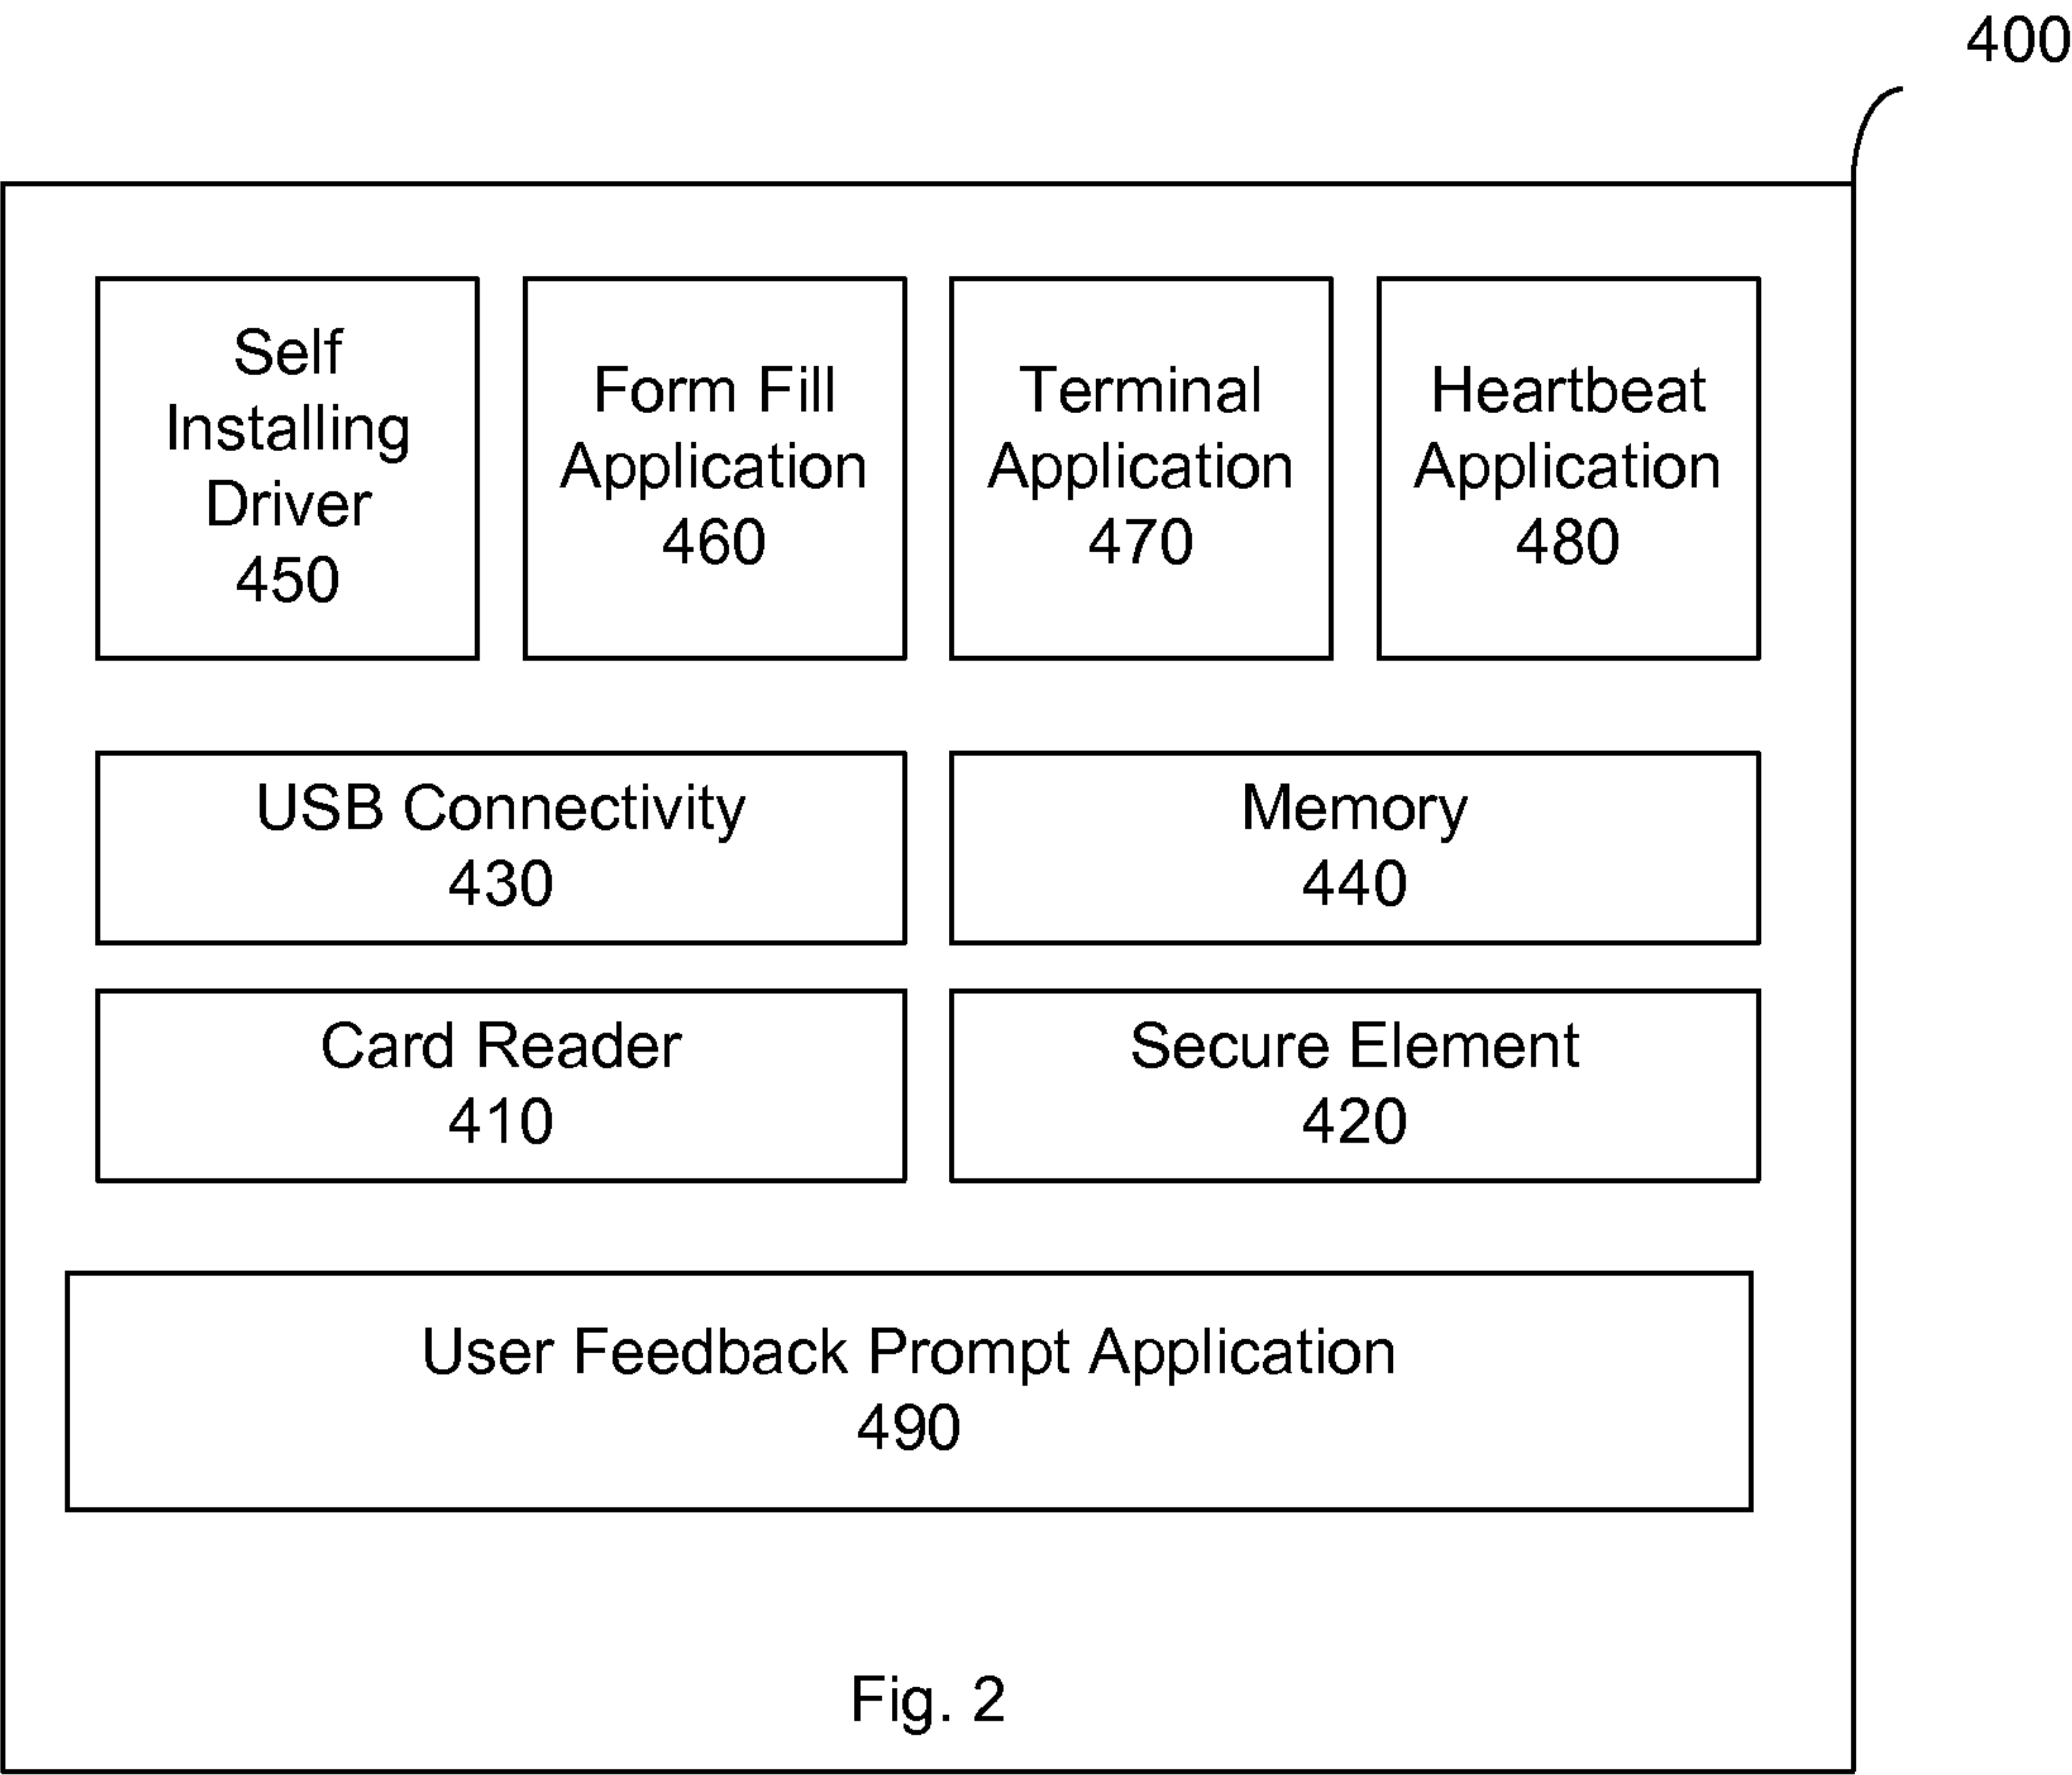 400
Self
Installing
Driver
450
Form Fill
Application
460
Terminal
Application
470
Heartbeat
Application
480
USB Connectivity
430
Memory
440
Card Reader
410
Secure Element
420
User Feedback Prompt Application
490
Fig. 2